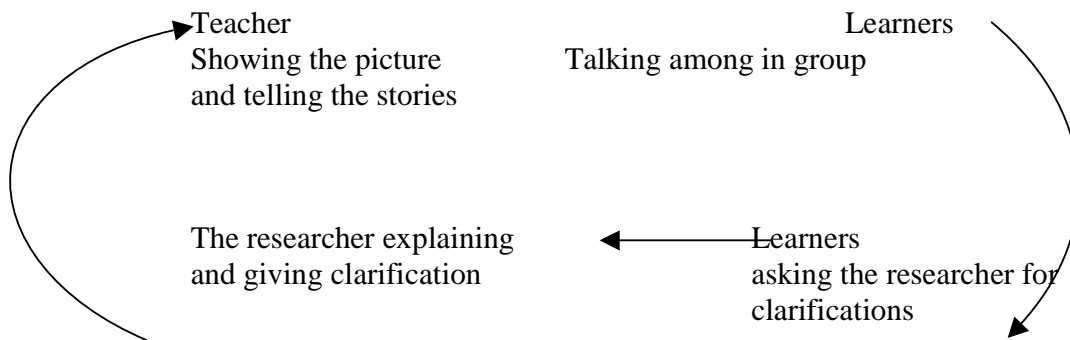 Teacher Learners
Showing the picture Talking among in group
and telling the stories
The researcher explaining Learners
and giving clarification asking the researcher for
clarifications